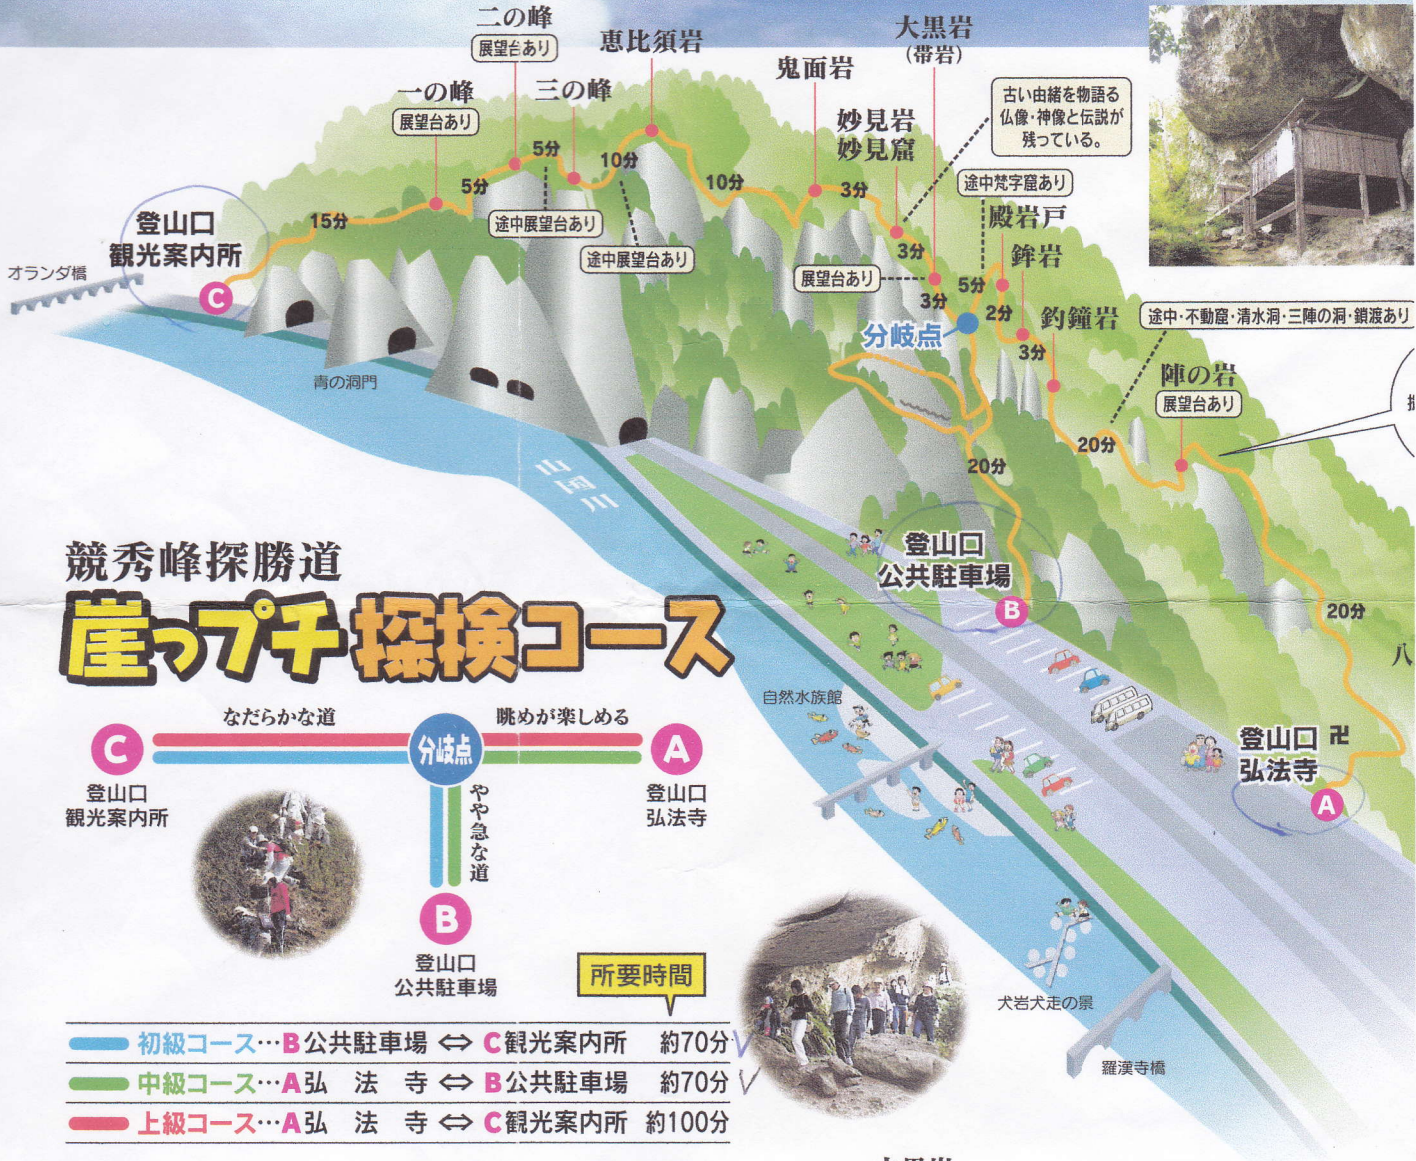 二の峰
展望台あり
恵比須岩
大黒岩
(帯岩)
鬼面岩
一の峰
展望台あり
三の峰
古い由緒を物語る
仏像・神像と伝説が
残っている。
妙見岩
妙見窟
5分
10分
5分
10分
3分
途中梵字窟あり
15分
途中展望台あり
途中展望台あり
殿岩戸
鉾岩
3分
展望台あり
5分
3分
2分
登山口
観光案内所
C
オランダ橋
分岐点
3分
釣鐘岩
途中・不動窟・清水洞・三陣の洞・鎖渡あり
陣の岩
展望台あり
青の洞門
20分
20分
山国川
登山口
公共駐車場
B
20分
八
競秀峰探勝道
崖っプチ探検コース
自然水族館
登山口
弘法寺
卍
A
なだらかな道
眺めが楽しめる
C
分岐点
A
登山口
観光案内所
登山口
弘法寺
やや急な道
B
登山口
公共駐車場
犬岩犬走の景
羅漢寺橋
所要時間
初級コース…B公共駐車場 ⇔ C観光案内所 約70分
中級コース…A弘 法 寺 ⇔ B公共駐車場 約70分
上級コース…A弘 法 寺 ⇔ C観光案内所 約100分